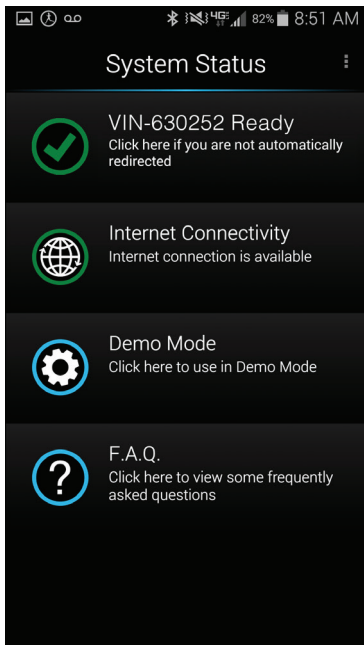 4G 82% 8:51 AM
System Status
VIN-630252 Ready
Click here if you are not automatically
redirected
Internet Connectivity
Internet connection is available
Demo Mode
Click here to use in Demo Mode
?
F.A.Q.
Click here to view some frequently
asked questions